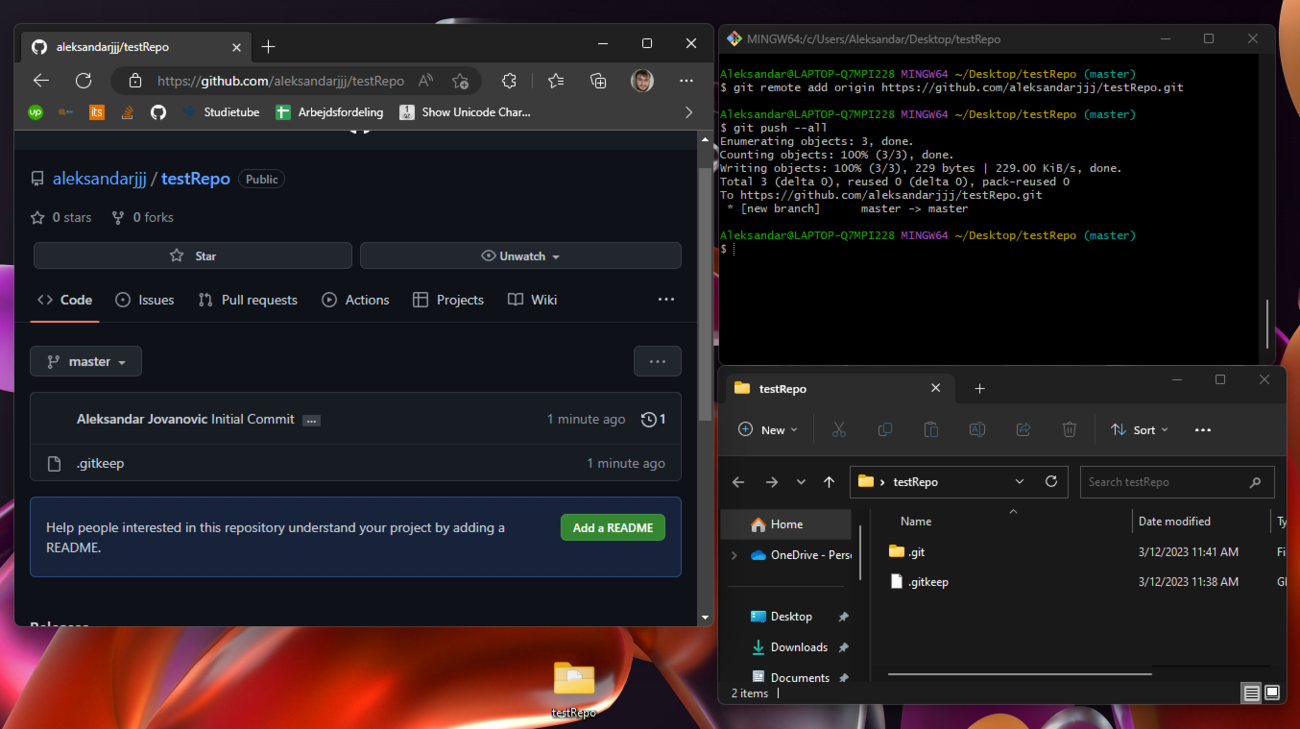 aleksandarjjj/testRepo
https://github.com/aleksandarjjj/testRepo
up
its
Studietube
Arbejdsfordeling
Show Unicode Char...
aleksandarjjj / testRepo Public
0 stars 0 forks
Star
Unwatch
Code Issues Pull requests Actions Projects Wiki
master
Aleksandar Jovanovic Initial Commit ... 1 minute ago 1
.gitkeep 1 minute ago
Help people interested in this repository understand your project by adding a
README.
Add a README
Releases
MINGW64:/c/Users/Aleksandar/Desktop/testRepo
Aleksandar@LAPTOP-Q7MPI228 MINGW64 ~/Desktop/testRepo (master)
$ git remote add origin https://github.com/aleksandarjjj/testRepo.git
Aleksandar@LAPTOP-Q7MPI228 MINGW64 ~/Desktop/testRepo (master)
$ git push --all
Enumerating objects: 3, done.
Counting objects: 100% (3/3), done.
Writing objects: 100% (3/3), 229 bytes | 229.00 KiB/s, done.
Total 3 (delta 0), reused 0 (delta 0), pack-reused 0
To https://github.com/aleksandarjjj/testRepo.git
 * [new branch]      master -> master
Aleksandar@LAPTOP-Q7MPI228 MINGW64 ~/Desktop/testRepo (master)
$
testRepo
New
Sort
testRepo
Search testRepo
Home
OneDrive - Pers
Desktop
Downloads
Documents
Name Date modified Ty
.git 3/12/2023 11:41 AM Fi
.gitkeep 3/12/2023 11:38 AM GI
2 items
testRepo